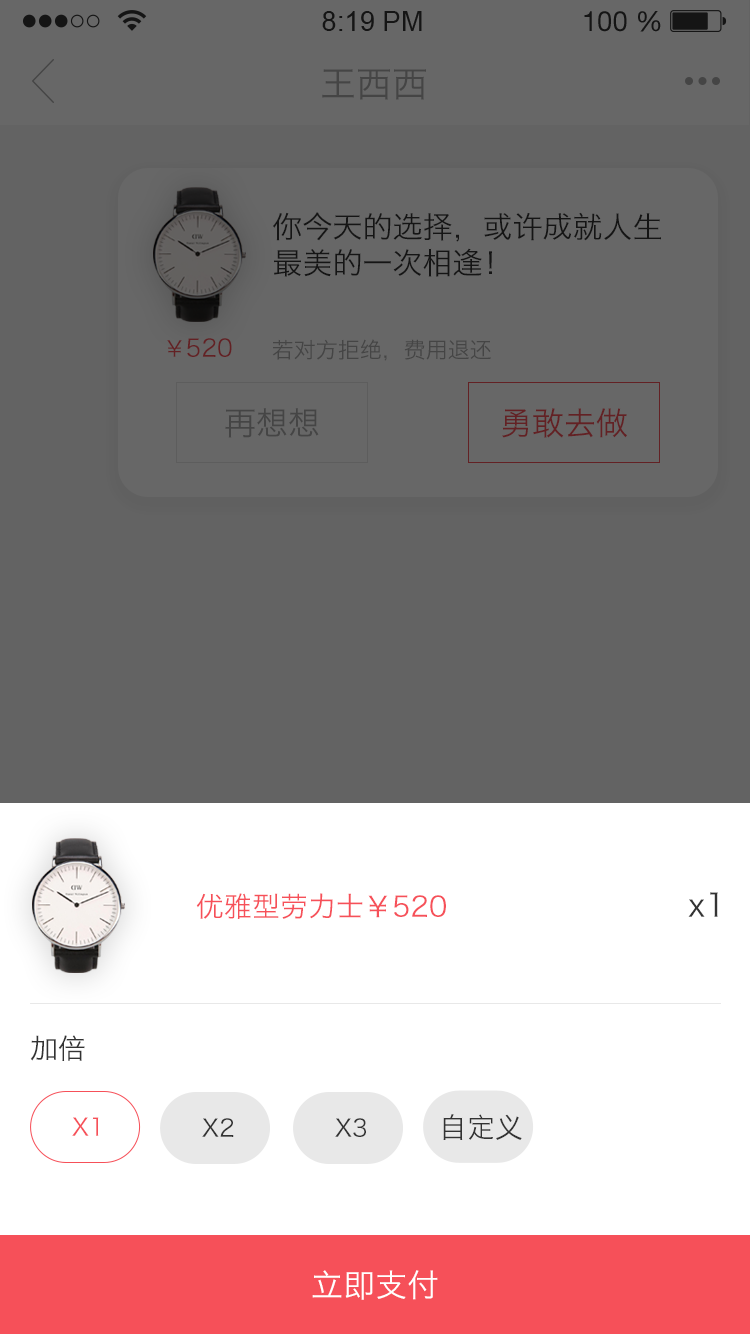 8:19 PM
100 %
王西西
你今天的选择，或许成就人生
最美的一次相逢！
￥520
若对方拒绝，费用退还
再想想
勇敢去做
优雅型劳力士￥520
x1
加倍
X1
X2
X3
自定义
立即支付